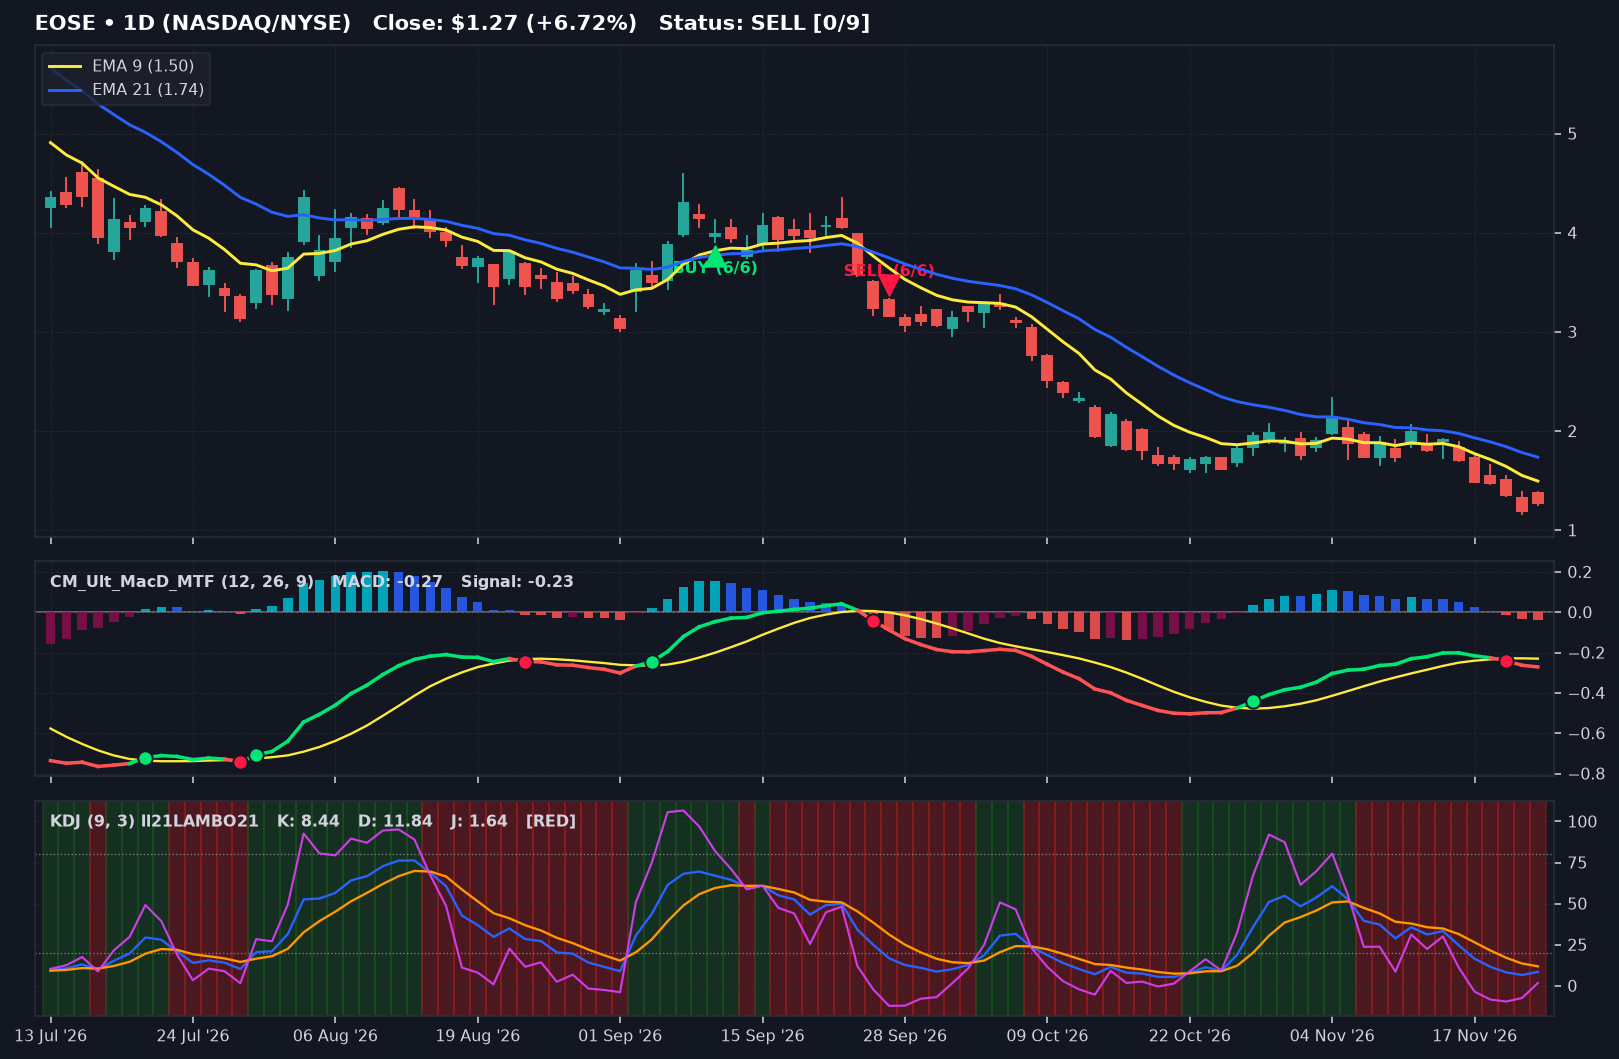 EOSE • 1D (NASDAQ/NYSE)   Close: $1.27 (+6.72%)   Status: SELL [0/9]
EMA 9 (1.50)
EMA 21 (1.74)
BUY (6/6)
SELL (6/6)
5
4
3
2
1
CM_Ult_MacD_MTF (12, 26, 9)   MACD: -0.27   Signal: -0.23
0.2
0.0
−0.2
−0.4
−0.6
−0.8
KDJ (9, 3) II21LAMBO21   K: 8.44   D: 11.84   J: 1.64   [RED]
100
75
50
25
0
13 Jul '26   24 Jul '26   06 Aug '26   19 Aug '26   01 Sep '26   15 Sep '26   28 Sep '26   09 Oct '26   22 Oct '26   04 Nov '26   17 Nov '26